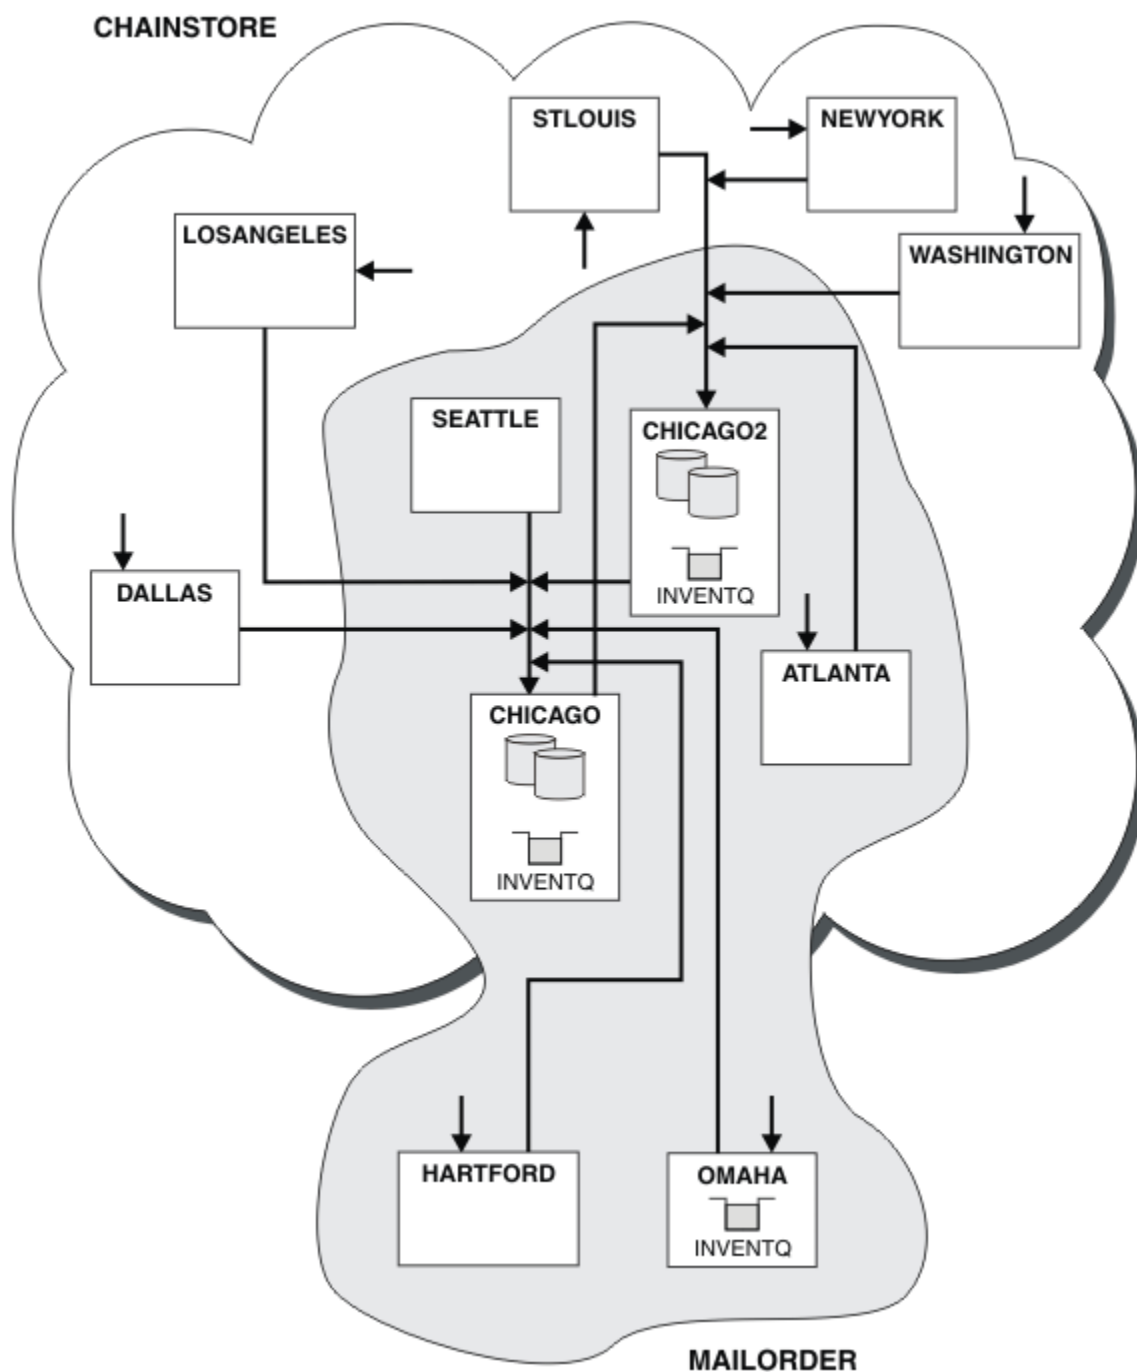 CHAINSTORE
STLOUIS
NEWYORK
LOSANGELES
WASHINGTON
SEATTLE
CHICAGO2
INVENTQ
DALLAS
ATLANTA
CHICAGO
INVENTQ
HARTFORD
OMAHA
INVENTQ
MAILORDER